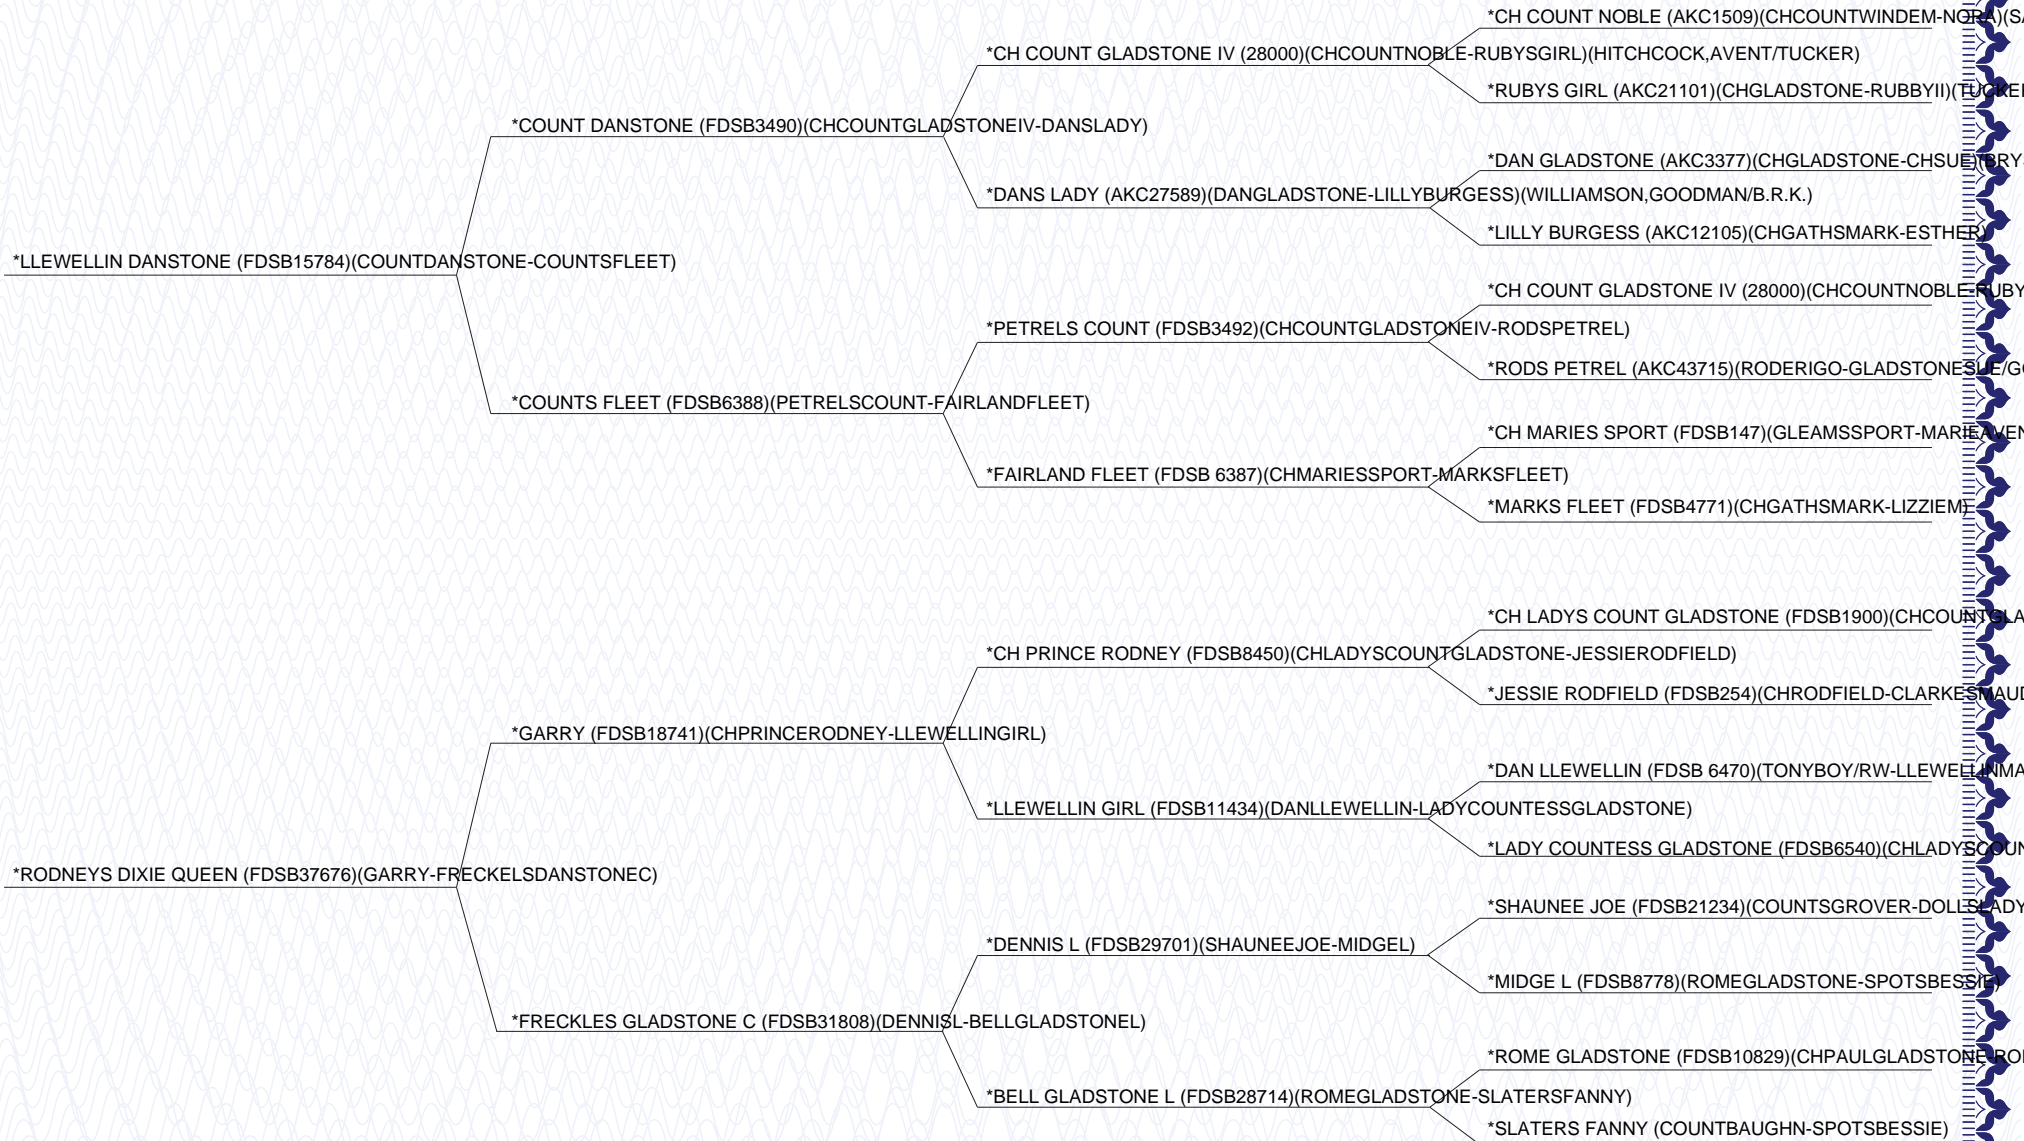 *CH COUNT NOBLE (AKC1509)(CHCOUNTWINDEM-NORA)(SA
*CH COUNT GLADSTONE IV (28000)(CHCOUNTNOBLE-RUBYSGIRL)(HITCHCOCK,AVENT/TUCKER)
*RUBYS GIRL (AKC21101)(CHGLADSTONE-RUBBYII)(TUCKER
*COUNT DANSTONE (FDSB3490)(CHCOUNTGLADSTONEIV-DANSLADY)
*DAN GLADSTONE (AKC3377)(CHGLADSTONE-CHSUE)(BRY
*DANS LADY (AKC27589)(DANGLADSTONE-LILLYBURGESS)(WILLIAMSON,GOODMAN/B.R.K.)
*LILLY BURGESS (AKC12105)(CHGATHSMARK-ESTHER)
*LLEWELLIN DANSTONE (FDSB15784)(COUNTDANSTONE-COUNTSFLEET)
*CH COUNT GLADSTONE IV (28000)(CHCOUNTNOBLE-RUBY
*PETRELS COUNT (FDSB3492)(CHCOUNTGLADSTONEIV-RODSPETREL)
*RODS PETREL (AKC43715)(RODERIGO-GLADSTONESUE/G
*COUNTS FLEET (FDSB6388)(PETRELSCOUNT-FAIRLANDFLEET)
*CH MARIES SPORT (FDSB147)(GLEAMSSPORT-MARIEAVEN
*FAIRLAND FLEET (FDSB 6387)(CHMARIESSPORT-MARKSFLEET)
*MARKS FLEET (FDSB4771)(CHGATHSMARK-LIZZIEM)
*CH LADYS COUNT GLADSTONE (FDSB1900)(CHCOUNTGLA
*CH PRINCE RODNEY (FDSB8450)(CHLADYSCOUNTGLADSTONE-JESSIERODFIELD)
*JESSIE RODFIELD (FDSB254)(CHRODFIELD-CLARKESMAUD
*GARRY (FDSB18741)(CHPRINCERODNEY-LLEWELLINGIRL)
*DAN LLEWELLIN (FDSB 6470)(TONYBOY/RW-LLEWELLINMA
*LLEWELLIN GIRL (FDSB11434)(DANLLEWELLIN-LADYCOUNTESSGLADSTONE)
*LADY COUNTESS GLADSTONE (FDSB6540)(CHLADYSCOUN
*RODNEYS DIXIE QUEEN (FDSB37676)(GARRY-FRECKELSDANSTONEC)
*SHAUNEE JOE (FDSB21234)(COUNTSGROVER-DOLLSLADY
*DENNIS L (FDSB29701)(SHAUNEEJOE-MIDGEL)
*MIDGE L (FDSB8778)(ROMEGLADSTONE-SPOTSBESSIE)
*FRECKLES GLADSTONE C (FDSB31808)(DENNISL-BELLGLADSTONEL)
*ROME GLADSTONE (FDSB10829)(CHPAULGLADSTONE-RO
*BELL GLADSTONE L (FDSB28714)(ROMEGLADSTONE-SLATERSFANNY)
*SLATERS FANNY (COUNTBAUGHN-SPOTSBESSIE)